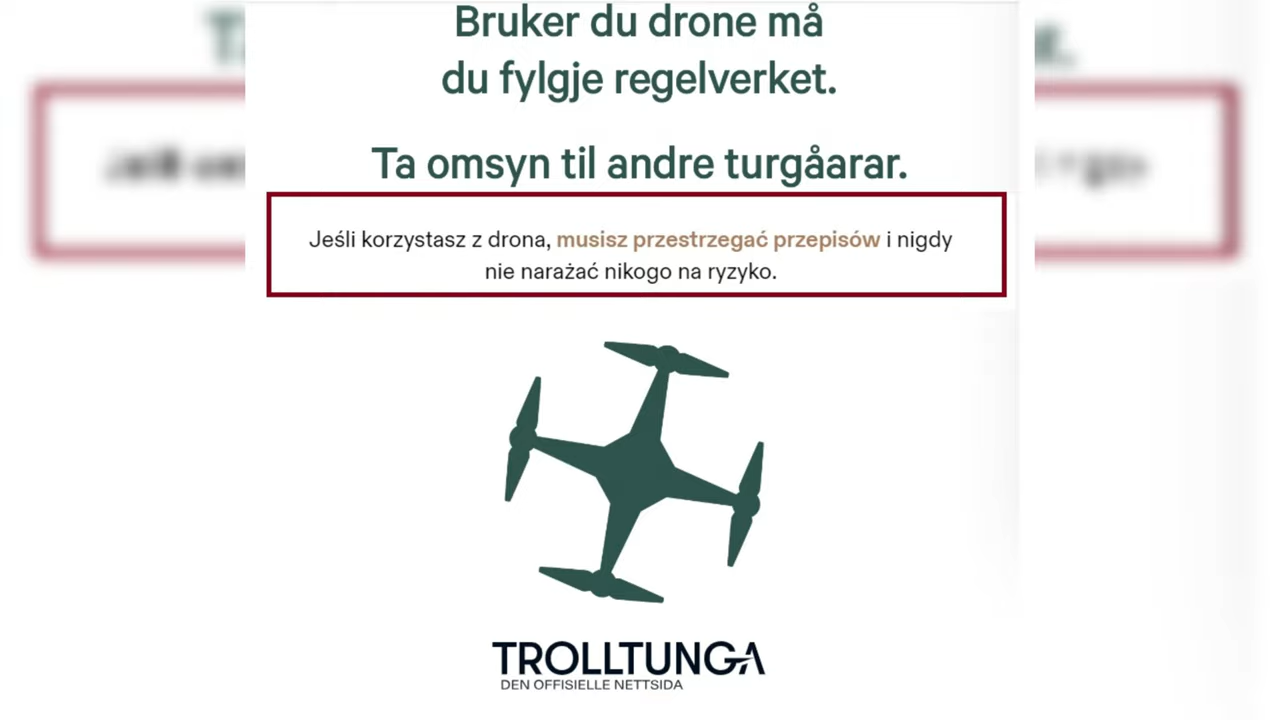 Bruker du drone må
du fylgje regelverket.
Ta omsyn til andre turgåarar.
Jeśli korzystasz z drona, musisz przestrzegać przepisów i nigdy
nie narażać nikogo na ryzyko.
TROLLTUNGA
DEN OFFISIELLE NETTSIDA